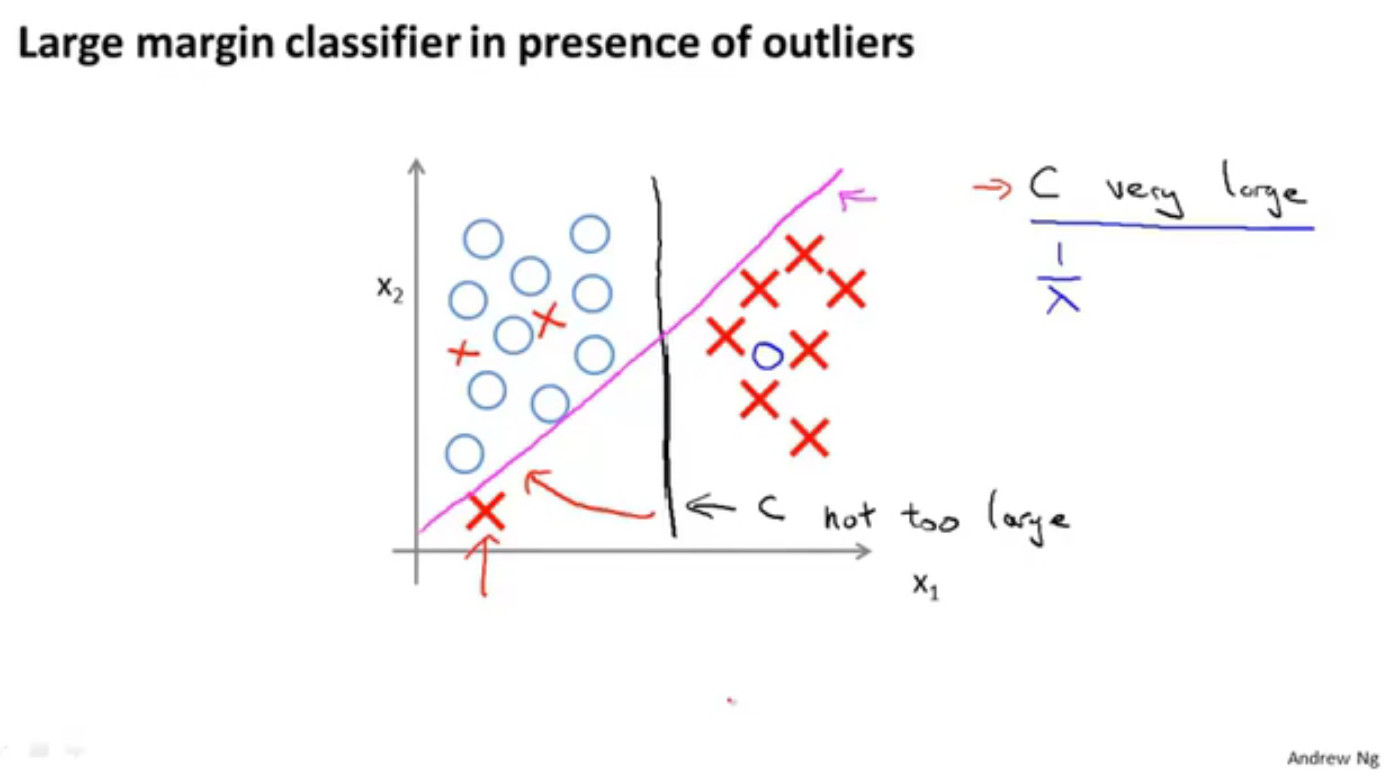 Large margin classifier in presence of outliers
C very large
1
λ
x₂
C not too large
x₁
Andrew Ng